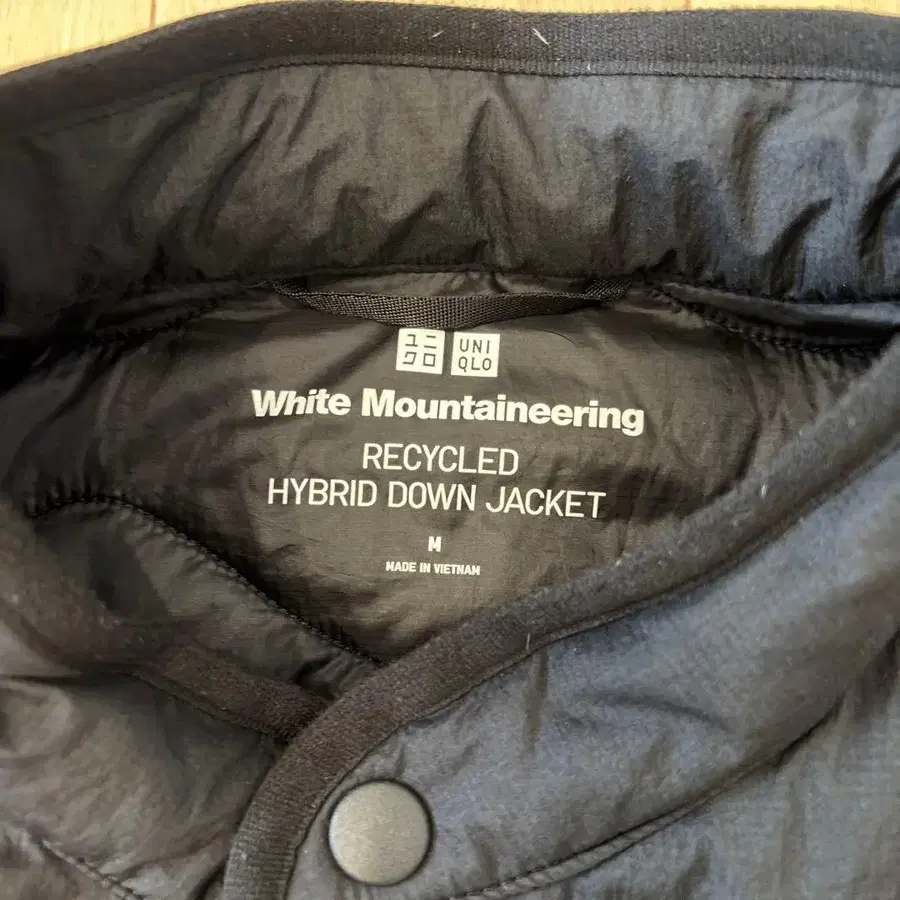 ユニ UNI
クロ QLO
White Mountaineering
RECYCLED
HYBRID DOWN JACKET
M
MADE IN VIETNAM